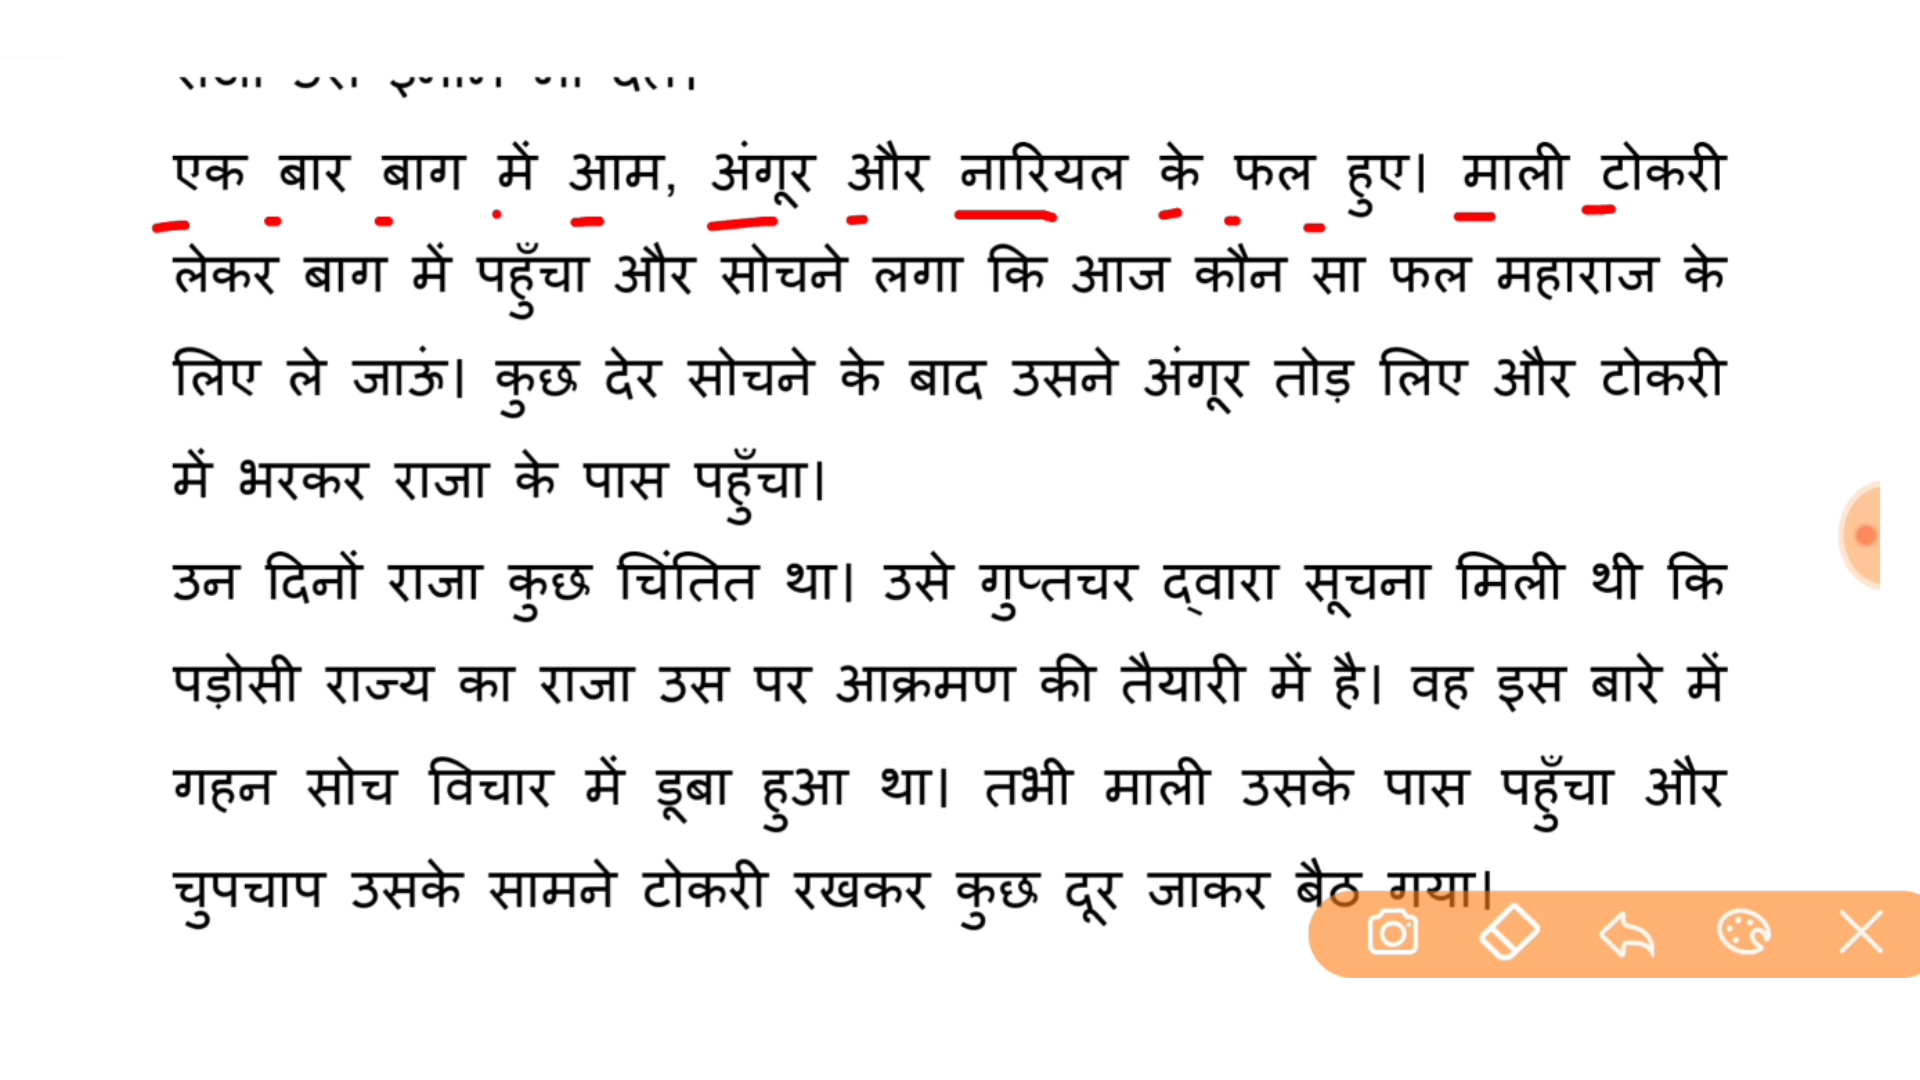 एक बार बाग में आम, अंगूर और नारियल के फल हुए। माली टोकरी
लेकर बाग में पहुँचा और सोचने लगा कि आज कौन सा फल महाराज के
लिए ले जाऊं। कुछ देर सोचने के बाद उसने अंगूर तोड़ लिए और टोकरी
में भरकर राजा के पास पहुँचा।
उन दिनों राजा कुछ चिंतित था। उसे गुप्तचर द्वारा सूचना मिली थी कि
पड़ोसी राज्य का राजा उस पर आक्रमण की तैयारी में है। वह इस बारे में
गहन सोच विचार में डूबा हुआ था। तभी माली उसके पास पहुँचा और
चुपचाप उसके सामने टोकरी रखकर कुछ दूर जाकर बैठ गया।